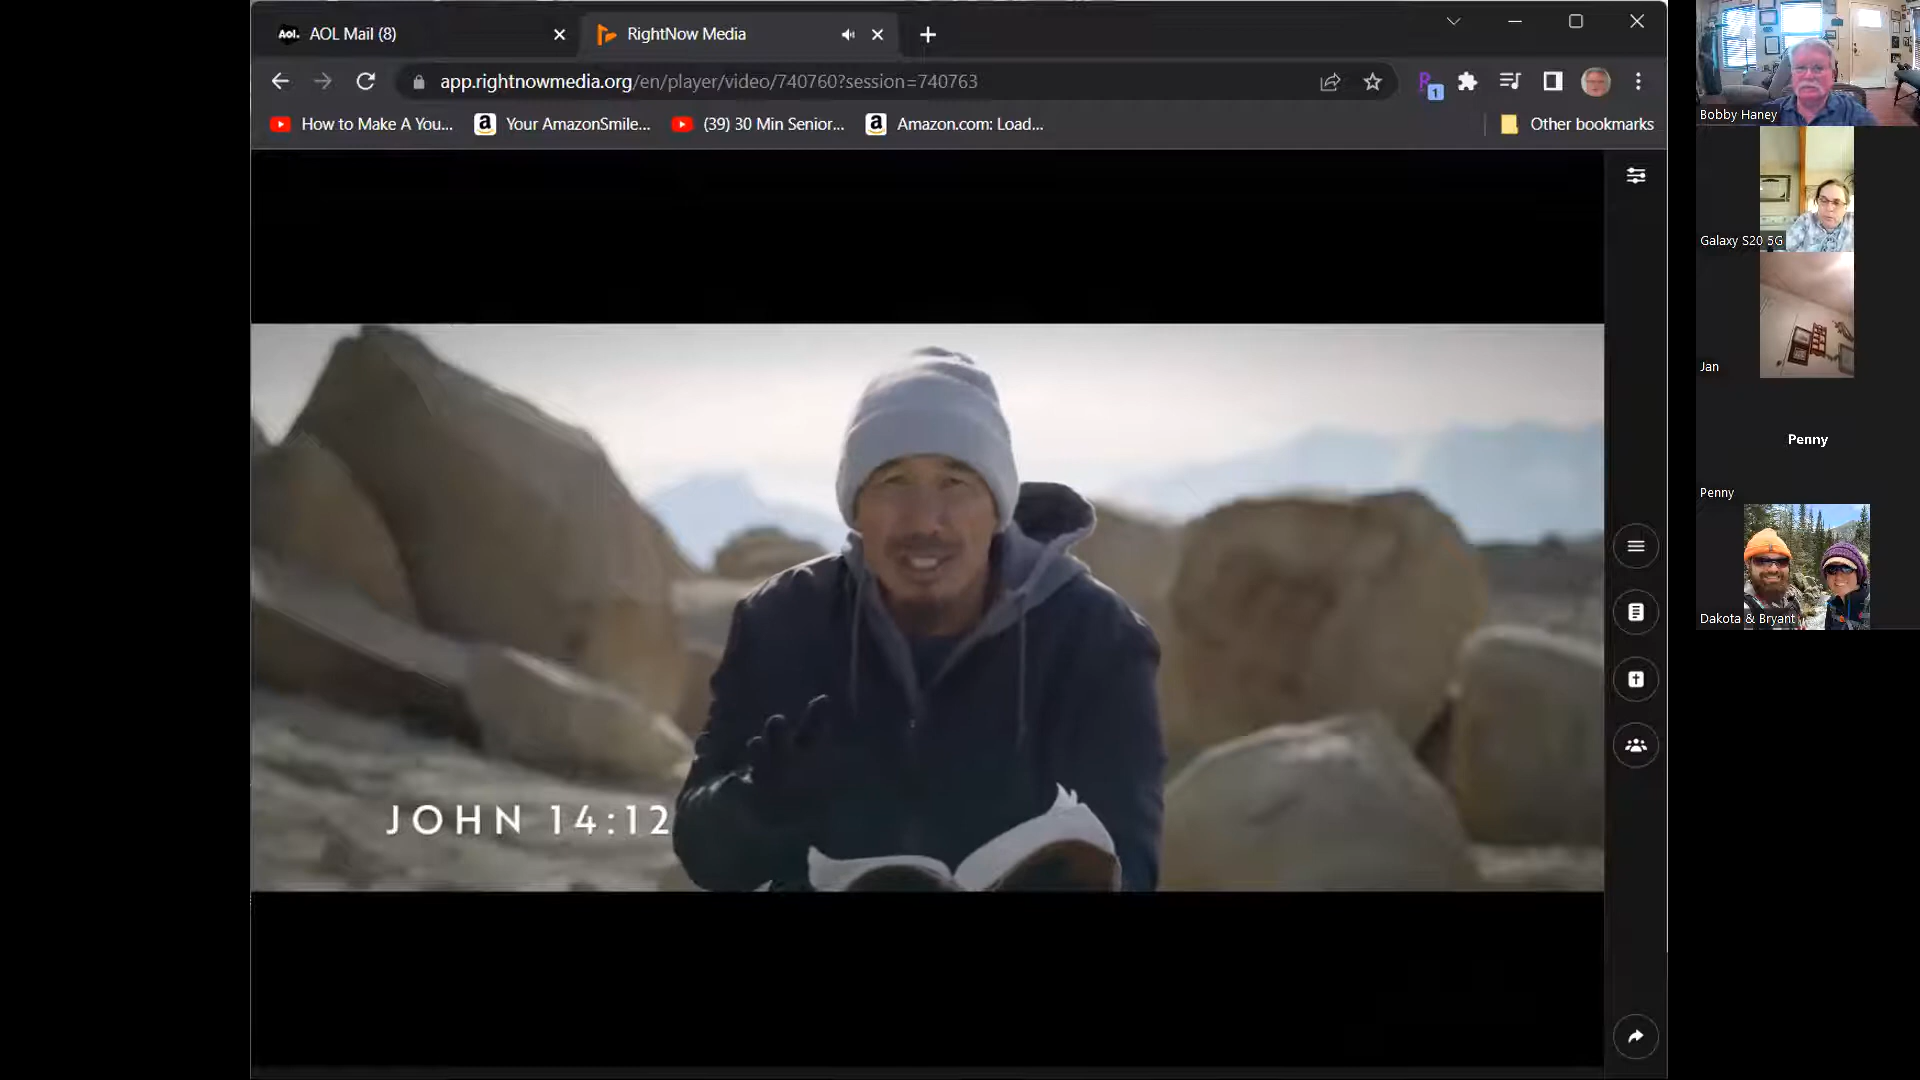 Aol.
AOL Mail (8)
RightNow Media
app.rightnowmedia.org/en/player/video/740760?session=740763
1
How to Make A You...
Your AmazonSmile...
(39) 30 Min Senior...
Amazon.com: Load...
Other bookmarks
JOHN 14:12
Bobby Haney
Galaxy S20 5G
Jan
Penny
Penny
Dakota & Bryant